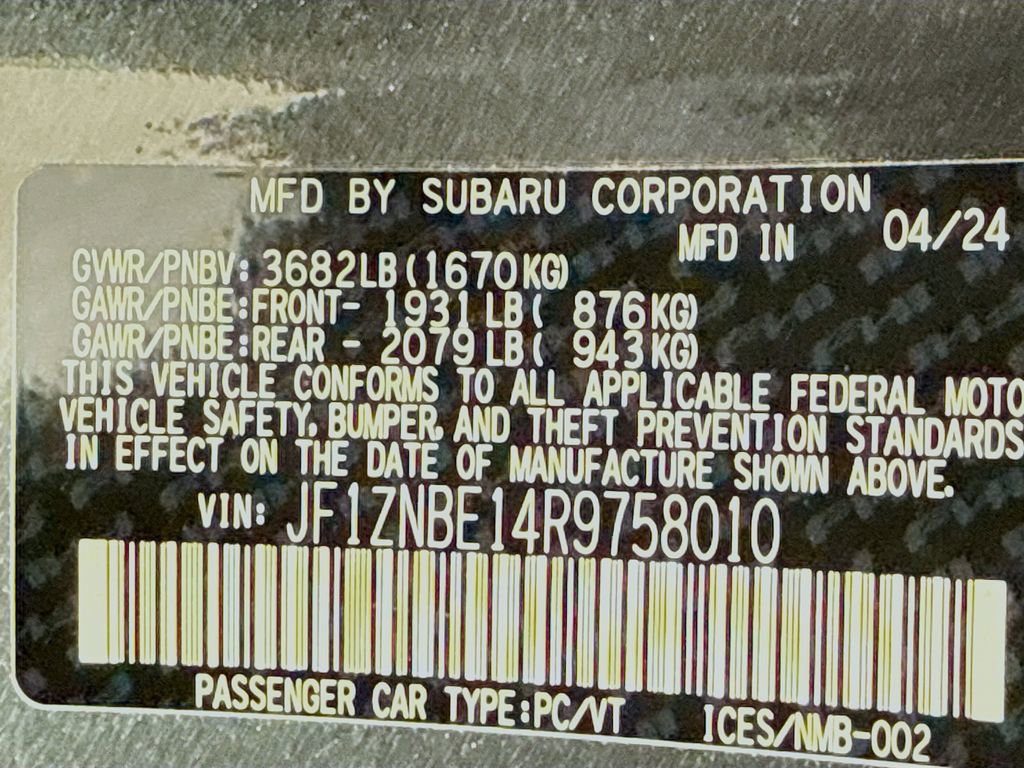 MFD BY SUBARU CORPORATION
MFD IN 04/24
GVWR/PNBV: 3682LB(1670KG)
GAWR/PNBE:FRONT- 1931LB( 876KG)
GAWR/PNBE:REAR - 2079LB( 943KG)
THIS VEHICLE CONFORMS TO ALL APPLICABLE FEDERAL MOTO
VEHICLE SAFETY, BUMPER, AND THEFT PREVENTION STANDARDS
IN EFFECT ON THE DATE OF MANUFACTURE SHOWN ABOVE.
VIN: JF1ZNBE14R9758010
PASSENGER CAR TYPE:PC/VT ICES/NMB-002